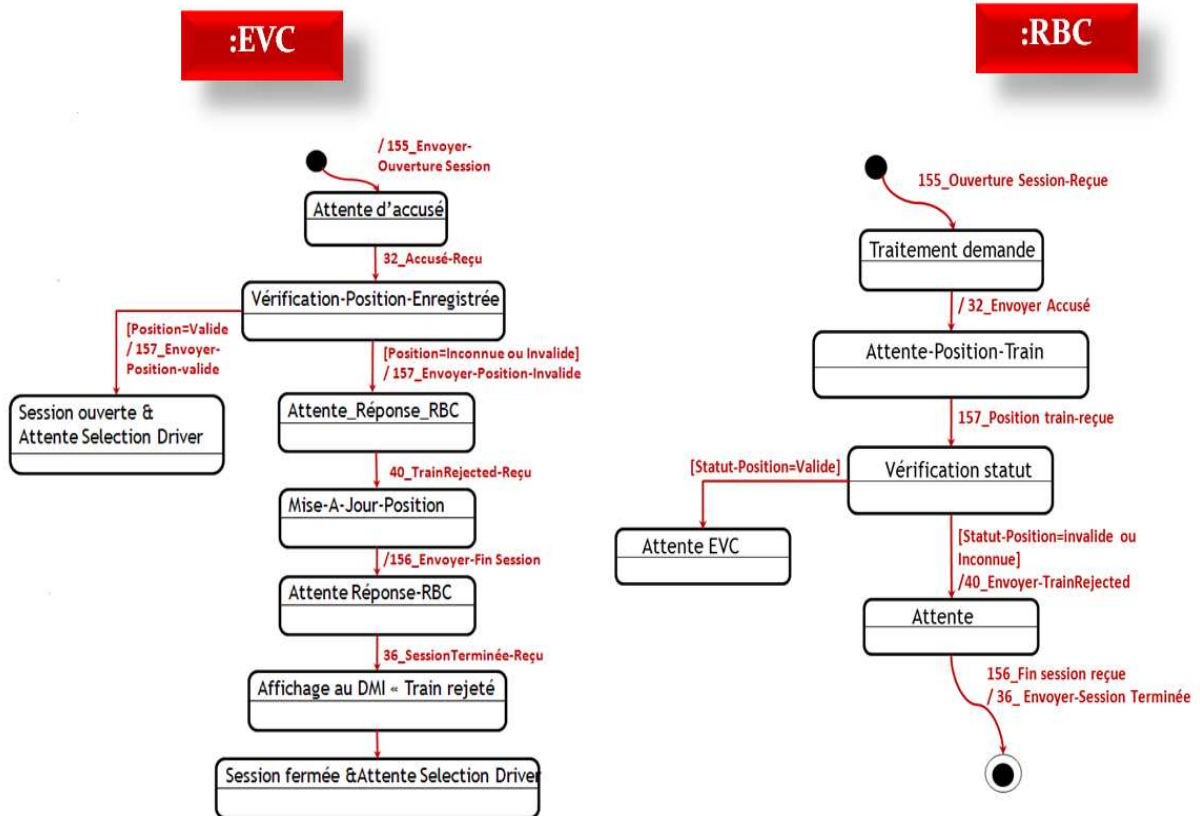 :EVC
/ 155_Envoyer-
Ouverture Session
Attente d'accusé
32_Accusé-Reçu
Vérification-Position-Enregistrée
[Position=Valide
/ 157_Envoyer-
Position-valide
[Position=Inconnue ou Invalide]
/ 157_Envoyer-Position-Invalide
Session ouverte &
Attente Selection Driver
Attente_Réponse_RBC
40_TrainRejected-Reçu
Mise-A-Jour-Position
/156_Envoyer-Fin Session
Attente Réponse-RBC
36_SessionTerminée-Reçu
Affichage au DMI « Train rejeté
Session fermée &Attente Selection Driver
:RBC
155_Ouverture Session-Reçue
Traitement demande
/ 32_Envoyer Accusé
Attente-Position-Train
157_Position train-reçue
[Statut-Position=Valide]
Vérification statut
Attente EVC
[Statut-Position=invalide ou
Inconnue]
/40_Envoyer-TrainRejected
Attente
156_Fin session reçue
/ 36_ Envoyer-Session Terminée